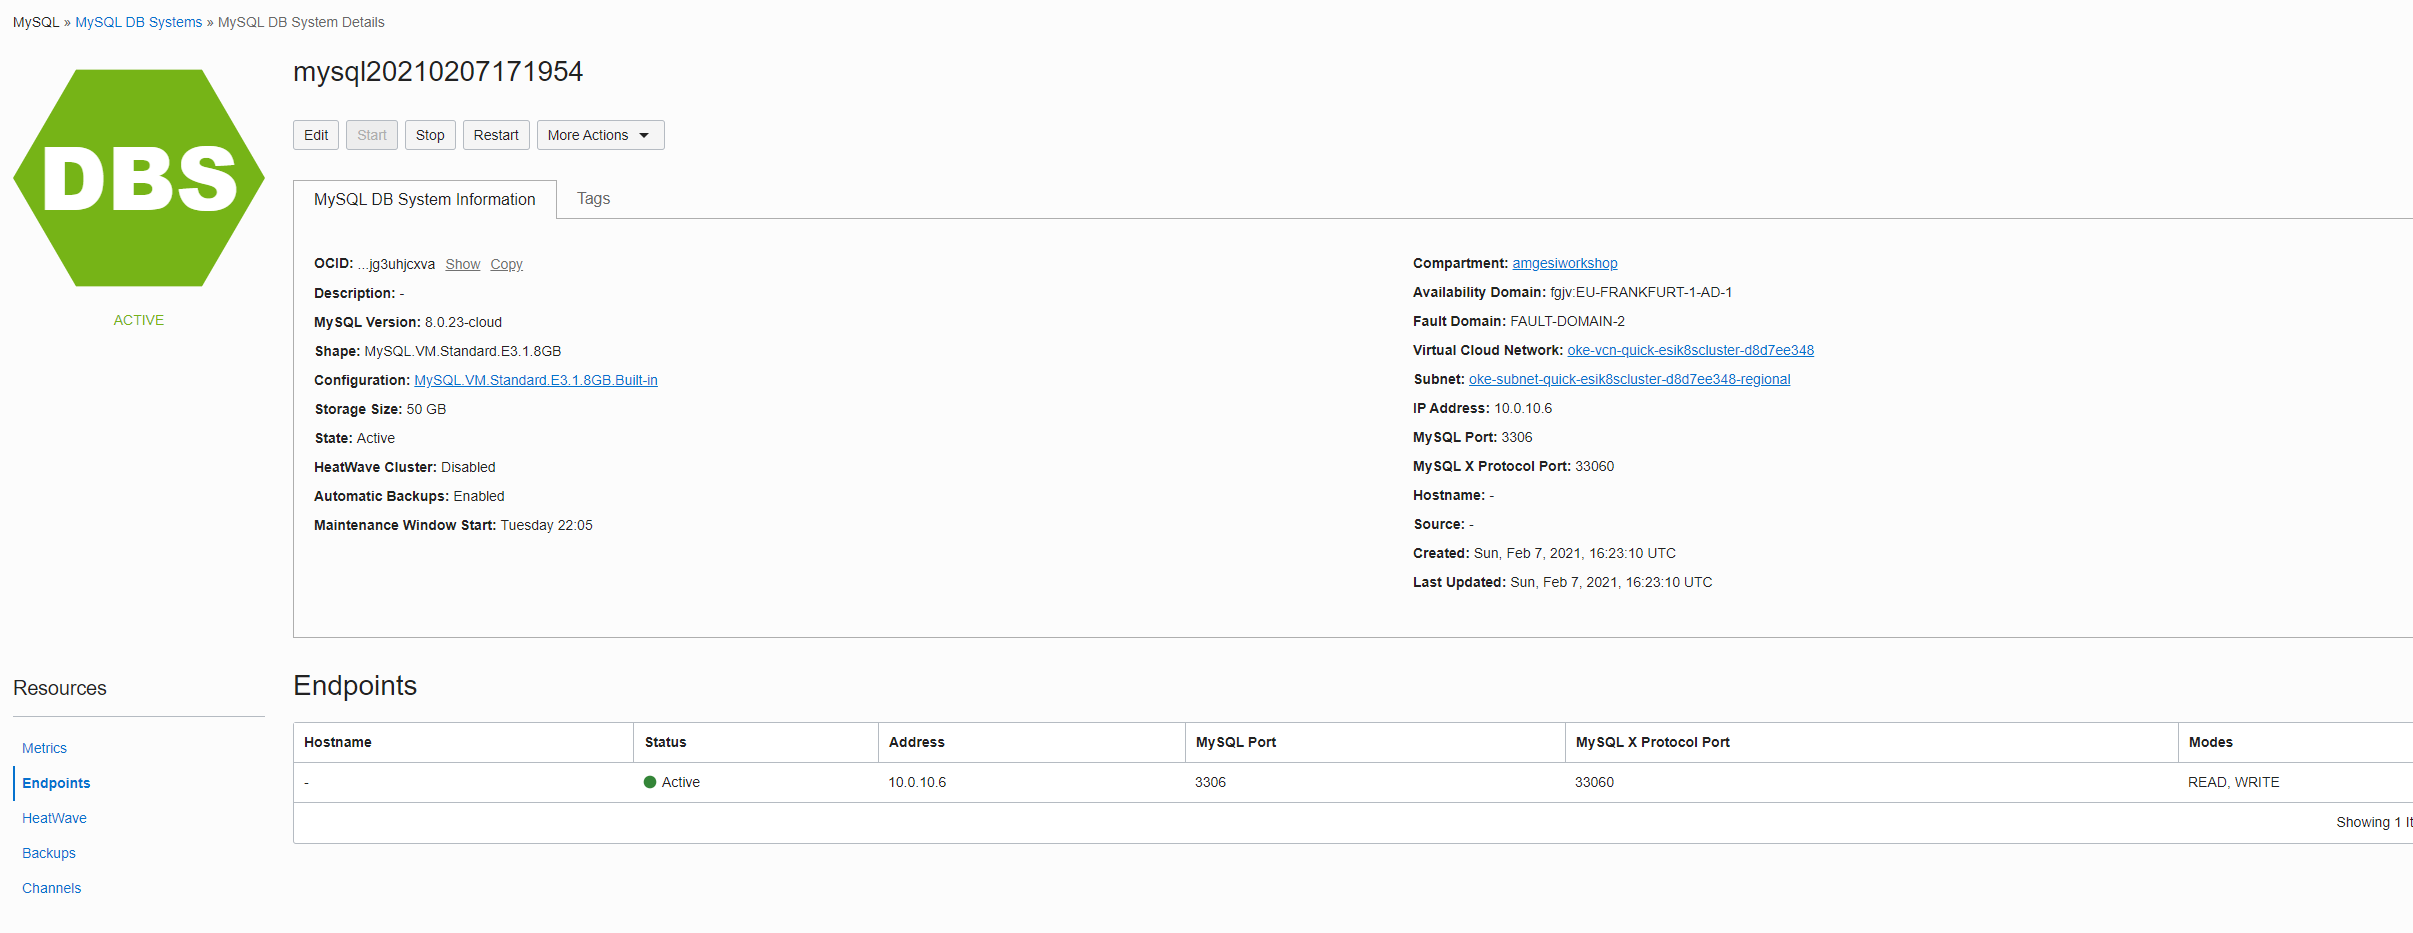 MySQL » MySQL DB Systems » MySQL DB System Details
DBS
ACTIVE
mysql20210207171954
Edit Start Stop Restart More Actions
MySQL DB System Information Tags
OCID: ...jg3uhjcxva Show Copy
Description: -
MySQL Version: 8.0.23-cloud
Shape: MySQL.VM.Standard.E3.1.8GB
Configuration: MySQL.VM.Standard.E3.1.8GB.Built-in
Storage Size: 50 GB
State: Active
HeatWave Cluster: Disabled
Automatic Backups: Enabled
Maintenance Window Start: Tuesday 22:05
Compartment: amgesiworkshop
Availability Domain: fgjv:EU-FRANKFURT-1-AD-1
Fault Domain: FAULT-DOMAIN-2
Virtual Cloud Network: oke-vcn-quick-esik8scluster-d8d7ee348
Subnet: oke-subnet-quick-esik8scluster-d8d7ee348-regional
IP Address: 10.0.10.6
MySQL Port: 3306
MySQL X Protocol Port: 33060
Hostname: -
Source: -
Created: Sun, Feb 7, 2021, 16:23:10 UTC
Last Updated: Sun, Feb 7, 2021, 16:23:10 UTC
Resources
Metrics
Endpoints
HeatWave
Backups
Channels
Endpoints
Hostname Status Address MySQL Port MySQL X Protocol Port Modes
- Active 10.0.10.6 3306 33060 READ, WRITE
Showing 1 It